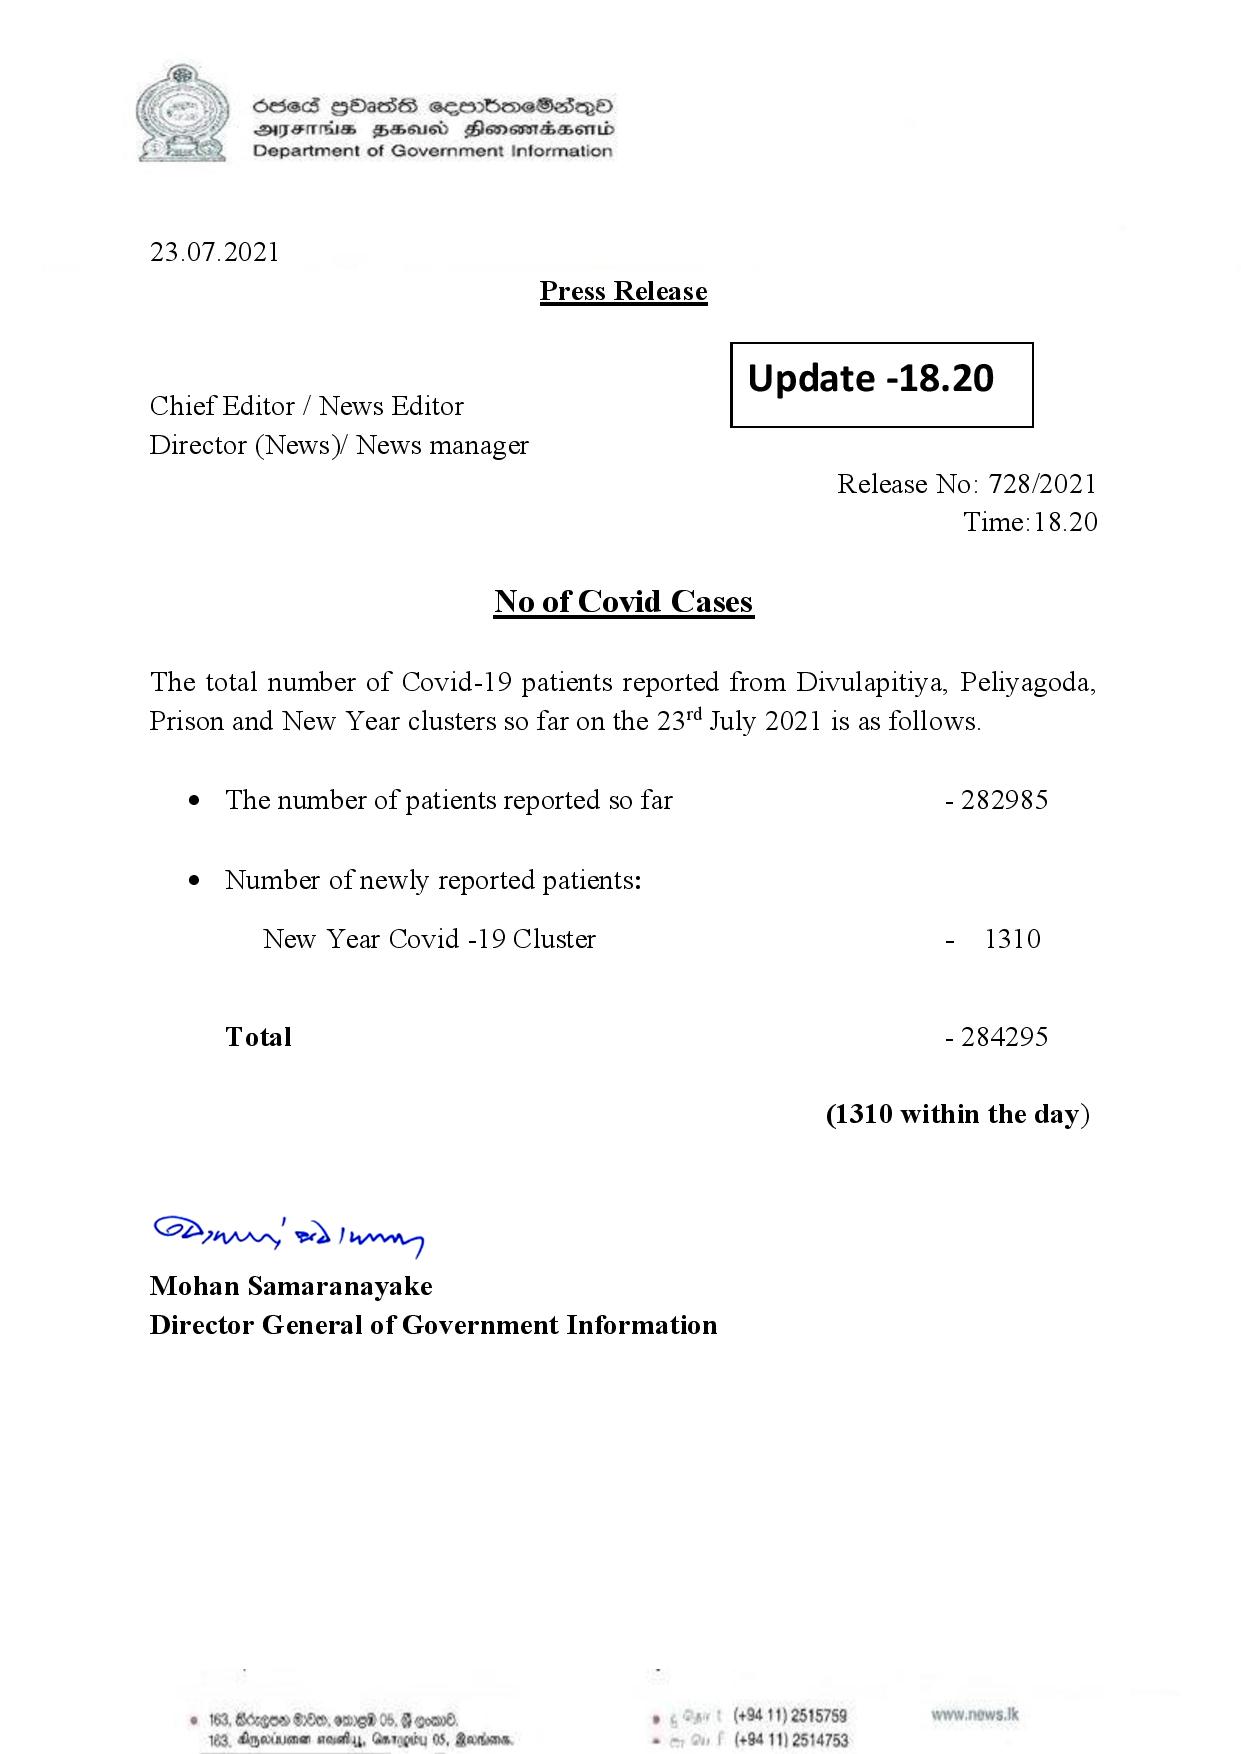 රජයේ ප්‍රවෘත්ති දෙපාර්තමේන්තුව
அரசாங்க தகவல் திணைக்களம்
Department of Government Information
23.07.2021
Press Release
Update -18.20
Chief Editor / News Editor
Director (News)/ News manager
Release No: 728/2021
Time:18.20
No of Covid Cases
The total number of Covid-19 patients reported from Divulapitiya, Peliyagoda,
Prison and New Year clusters so far on the 23rd July 2021 is as follows.
• The number of patients reported so far - 282985
• Number of newly reported patients:
New Year Covid -19 Cluster - 1310
Total - 284295
(1310 within the day)
Mohan Samaranayake
Director General of Government Information
163, කිරුලපන මාවත, කොළඹ 05, ශ්‍රී ලංකාව. (+94 11) 2515759 www.news.lk
163, கிருலப்பனை எவனியூ, கொழும்பு 05, இலங்கை. (+94 11) 2514753